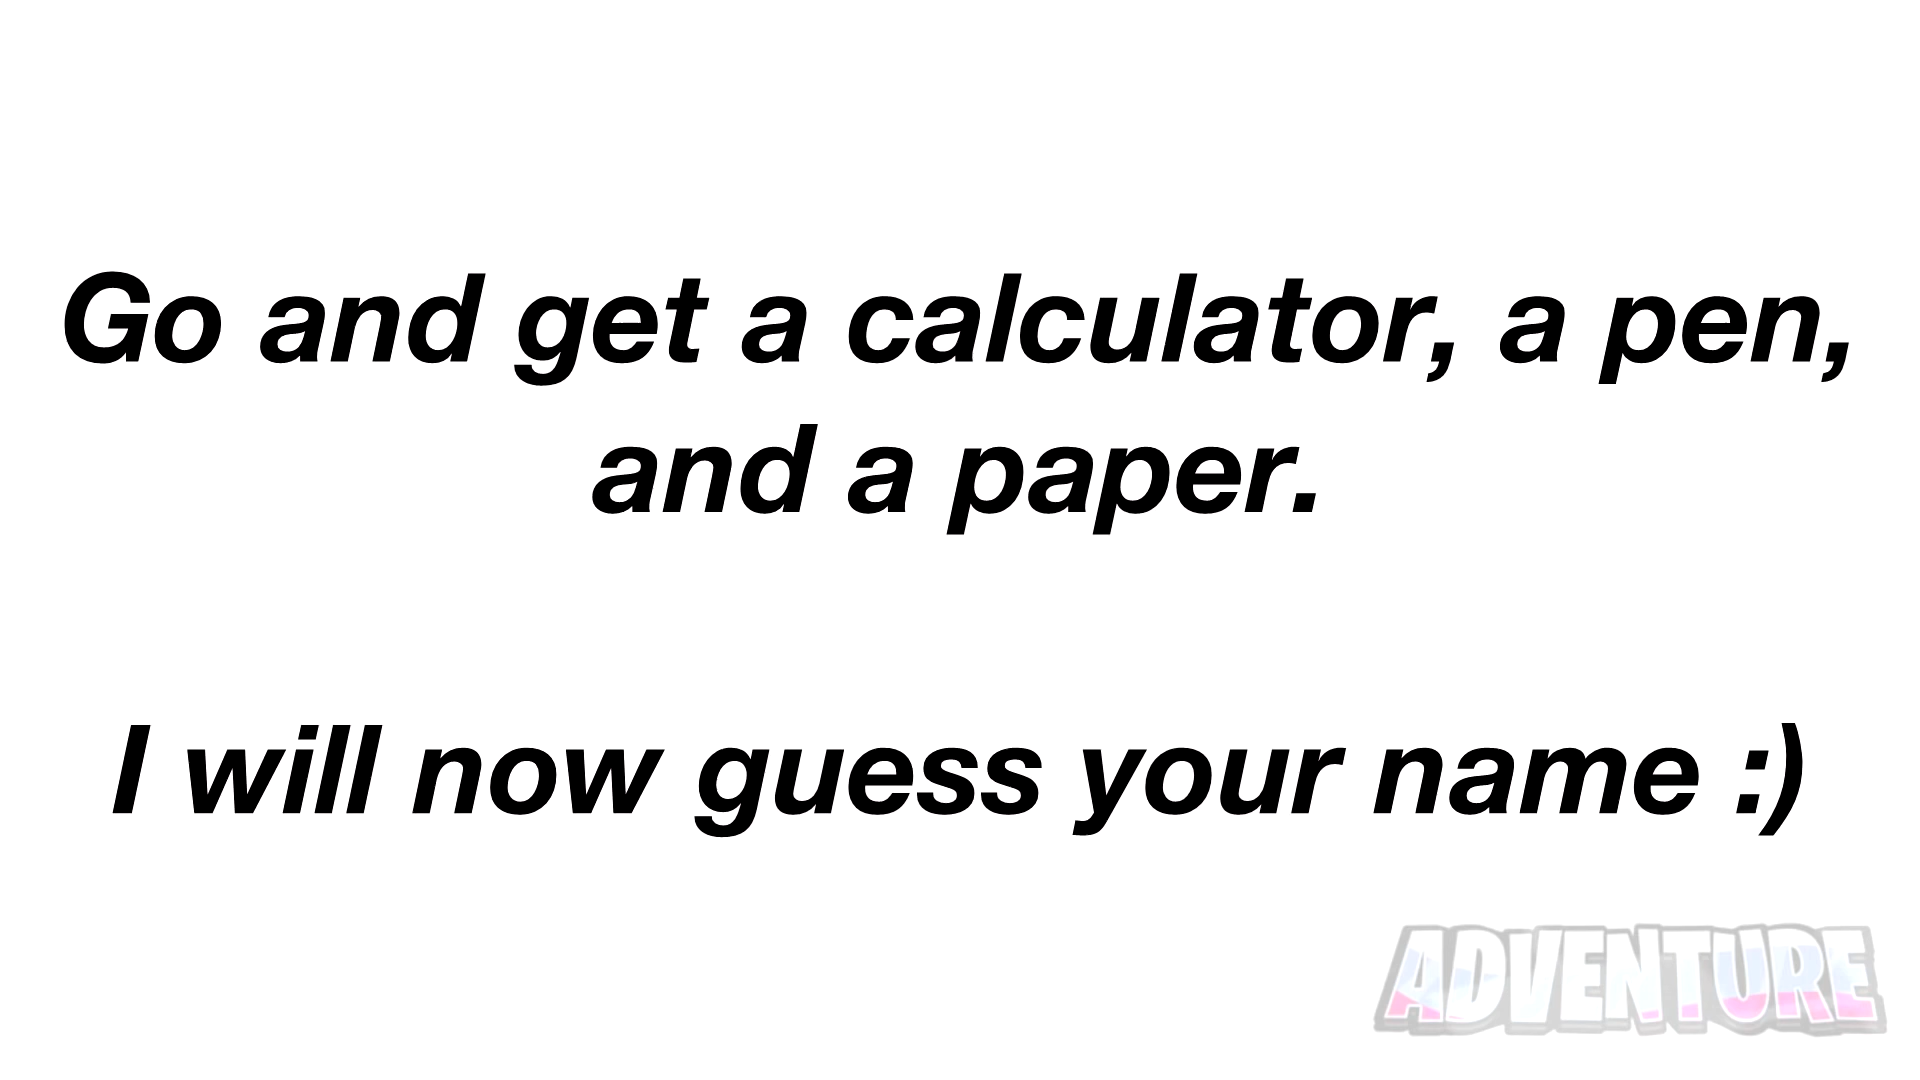 Go and get a calculator, a pen,
and a paper.
I will now guess your name :)
ADVENTURE